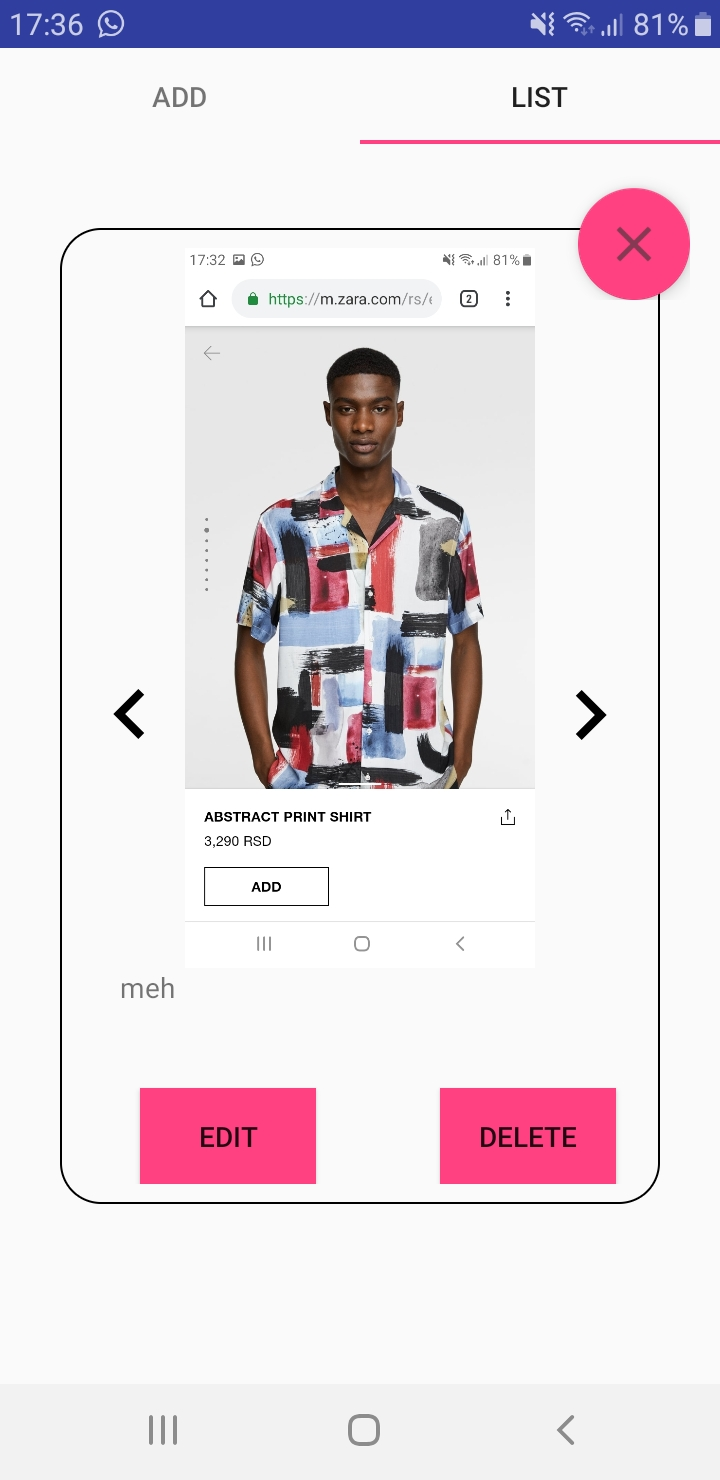 17:36 81%
ADD LIST
17:32 81%
https://m.zara.com/rs/ 2
ABSTRACT PRINT SHIRT
3,290 RSD
ADD
meh
EDIT DELETE